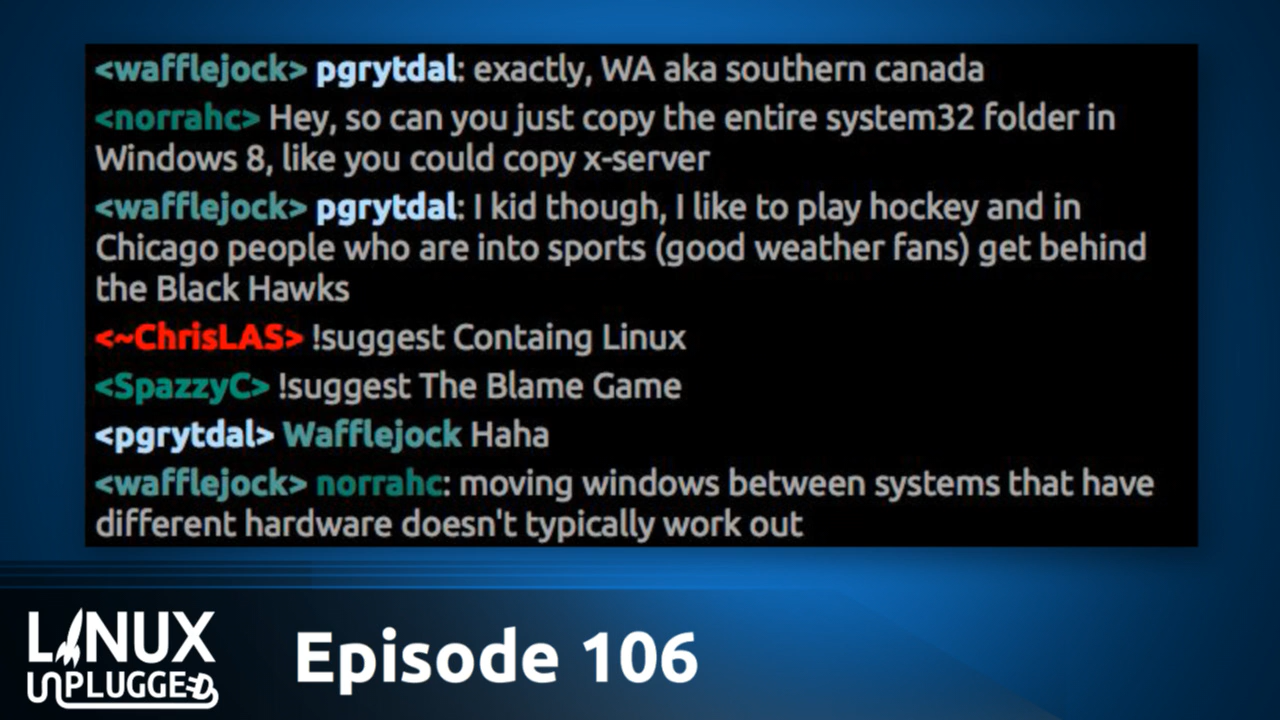 <wafflejock> pgrytdal: exactly, WA aka southern canada
<norrahc> Hey, so can you just copy the entire system32 folder in
Windows 8, like you could copy x-server
<wafflejock> pgrytdal: I kid though, I like to play hockey and in
Chicago people who are into sports (good weather fans) get behind
the Black Hawks
<~ChrisLAS> !suggest Containg Linux
<SpazzyC> !suggest The Blame Game
<pgrytdal> Wafflejock Haha
<wafflejock> norrahc: moving windows between systems that have
different hardware doesn't typically work out
LINUX
UNPLUGGED
Episode 106